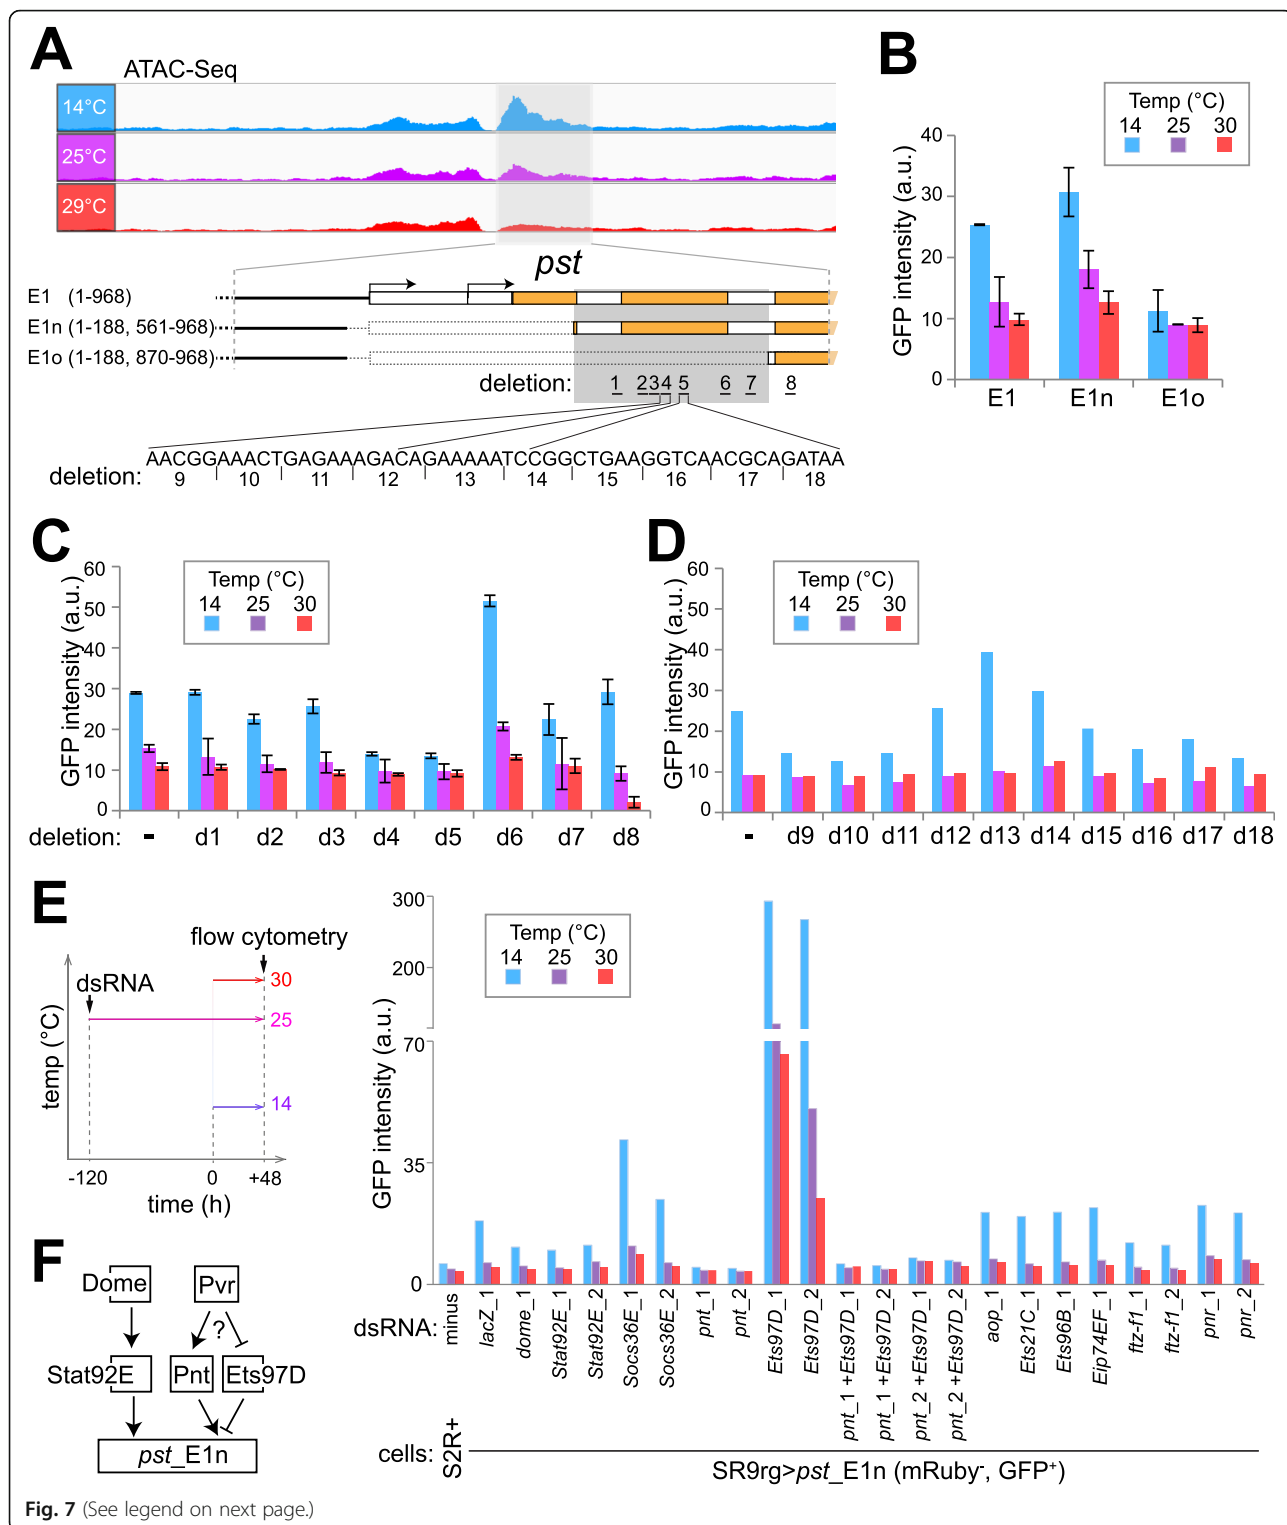 A
ATAC-Seq
14°C
25°C
29°C
pst
E1 (1-968)
E1n (1-188, 561-968)
E1o (1-188, 870-968)
deletion: 1 2 3 4 5 6 7 8
AACGGAAACTGAGAAAGACAGAAAAATCCGGCTGAAGGTCAACGCAGATAA
deletion: 9 10 11 12 13 14 15 16 17 18
B
Temp (°C)
14 25 30
GFP intensity (a.u.)
40
30
20
10
0
E1 E1n E1o
C
Temp (°C)
14 25 30
GFP intensity (a.u.)
60
50
40
30
20
10
0
deletion: - d1 d2 d3 d4 d5 d6 d7 d8
D
Temp (°C)
14 25 30
GFP intensity (a.u.)
60
50
40
30
20
10
0
- d9 d10 d11 d12 d13 d14 d15 d16 d17 d18
E
flow cytometry
dsRNA
30
25
14
temp (°C)
-120 0 +48
time (h)
Temp (°C)
14 25 30
GFP intensity (a.u.)
300
200
70
35
0
dsRNA:
minus
lacZ_1
dome_1
Stat92E_1
Stat92E_2
Socs36E_1
Socs36E_2
pnt_1
pnt_2
Ets97D_1
Ets97D_2
pnt_1 +Ets97D_1
pnt_1 +Ets97D_2
pnt_2 +Ets97D_1
pnt_2 +Ets97D_2
aop_1
Ets21C_1
Ets96B_1
Eip74EF_1
ftz-f1_1
ftz-f1_2
pnr_1
pnr_2
cells:
S2R+
SR9rg>pst_E1n (mRuby⁻, GFP⁺)
F
Dome Pvr
?
Stat92E Pnt Ets97D
pst_E1n
Fig. 7 (See legend on next page.)